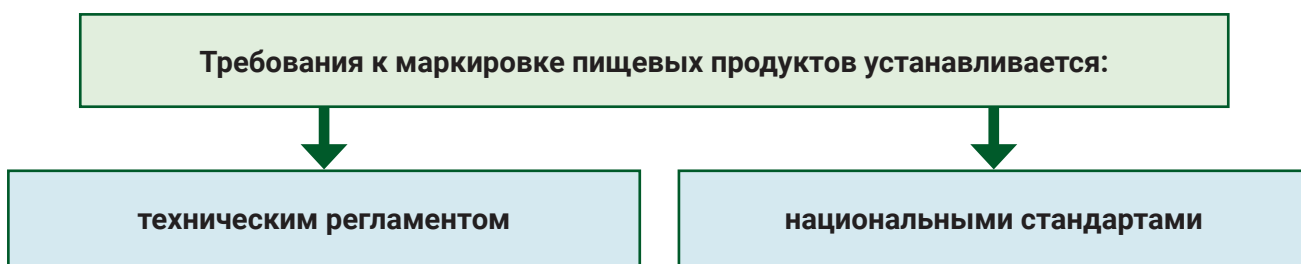 Требования к маркировке пищевых продуктов устанавливается:
техническим регламентом
национальными стандартами